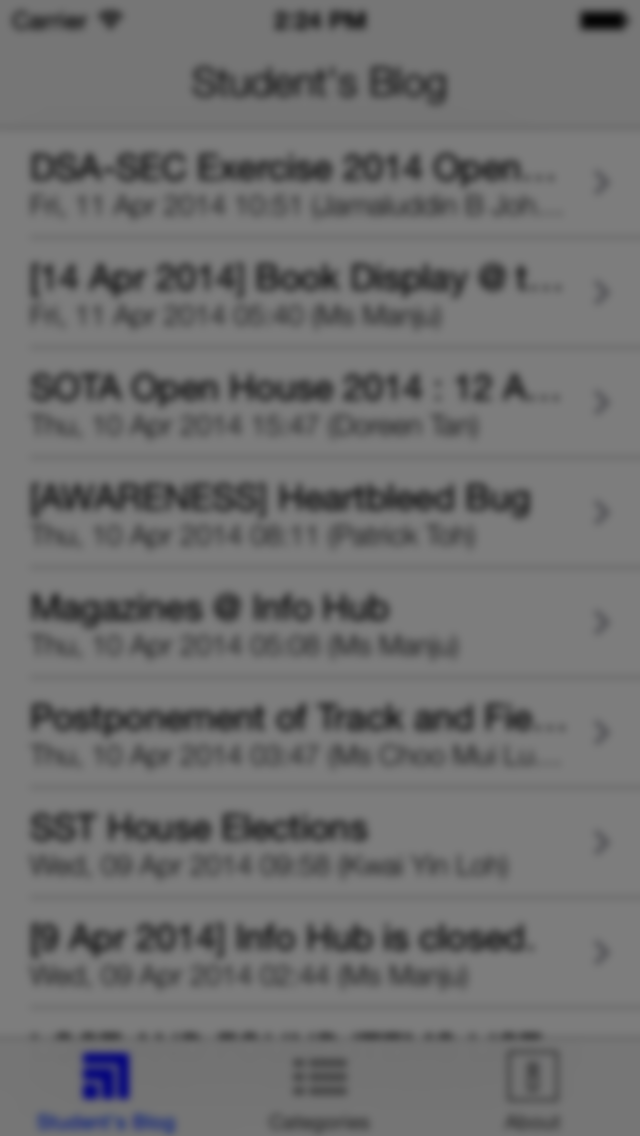 Carrier 2:24 PM
Student's Blog
DSA-SEC Exercise 2014 Open...
Fri, 11 Apr 2014 10:51 (Jamaluddin B Joh...
[14 Apr 2014] Book Display @ t...
Fri, 11 Apr 2014 05:40 (Ms Manju)
SOTA Open House 2014 : 12 A...
Thu, 10 Apr 2014 15:47 (Doreen Tan)
[AWARENESS] Heartbleed Bug
Thu, 10 Apr 2014 08:11 (Patrick Toh)
Magazines @ Info Hub
Thu, 10 Apr 2014 05:08 (Ms Manju)
Postponement of Track and Fie...
Thu, 10 Apr 2014 03:47 (Ms Choo Mui Lu...
SST House Elections
Wed, 09 Apr 2014 09:58 (Kwai Yin Loh)
[9 Apr 2014] Info Hub is closed.
Wed, 09 Apr 2014 02:44 (Ms Manju)
Student's Blog Categories About